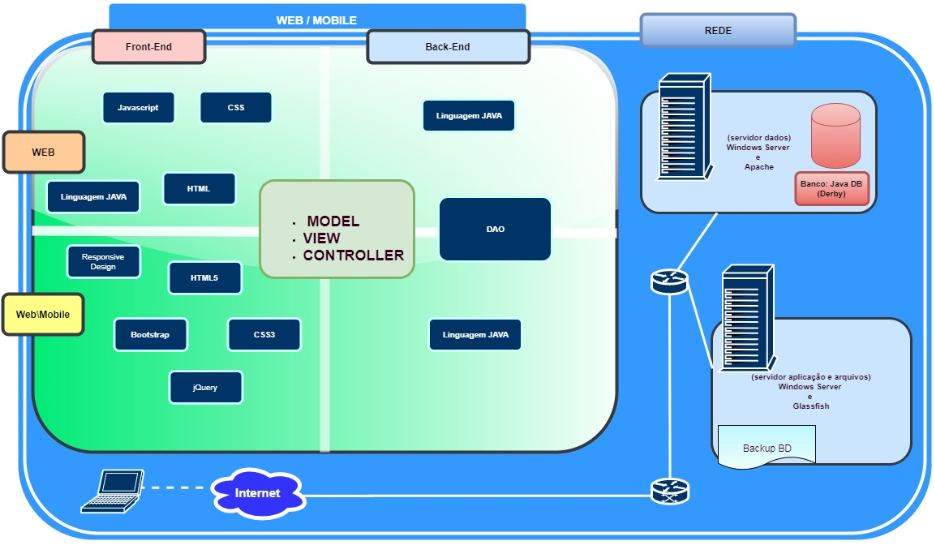 WEB / MOBILE
REDE
Front-End
Back-End
Javascript
CSS
Linguagem JAVA
WEB
Linguagem JAVA
HTML
MODEL
VIEW
CONTROLLER
DAO
Responsive
Design
HTML5
Web\Mobile
Bootstrap
CSS3
Linguagem JAVA
jQuery
(servidor dados)
Windows Server
e
Apache
Banco: Java DB
(Derby)
(servidor aplicação e arquivos)
Windows Server
e
Glassfish
Backup BD
Internet